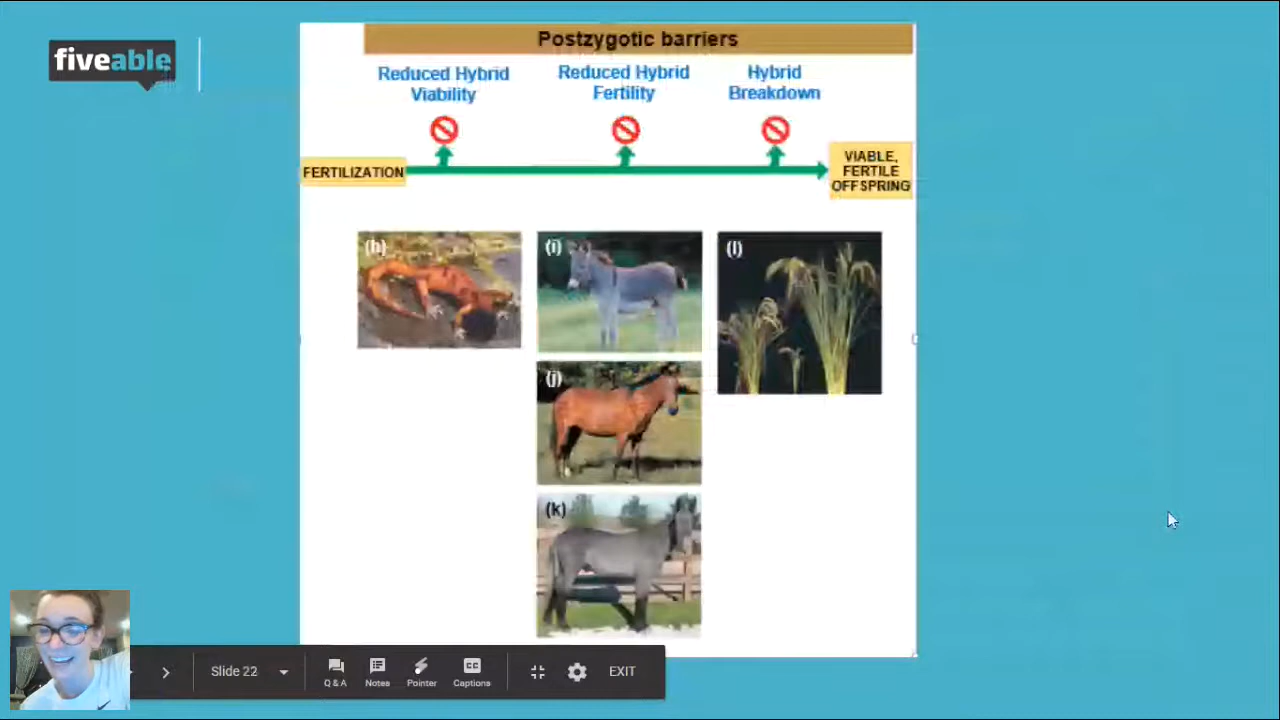 fiveable
Postzygotic barriers
Reduced Hybrid
Viability
Reduced Hybrid
Fertility
Hybrid
Breakdown
FERTILIZATION
VIABLE,
FERTILE
OFFSPRING
(h)
(i)
(l)
(j)
(k)
Slide 22
Q & A
Notes
Pointer
CC
Captions
EXIT